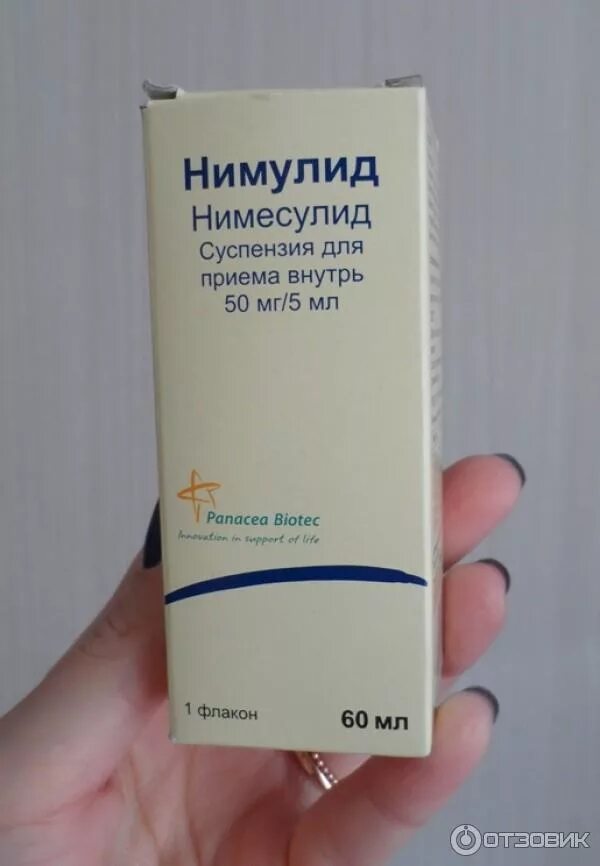 Нимулид
Нимесулид
Суспензия для
приема внутрь
50 мг/5 мл
Panacea Biotec
Innovation in support of life
1 флакон
60 мл
ОТЗОВИК